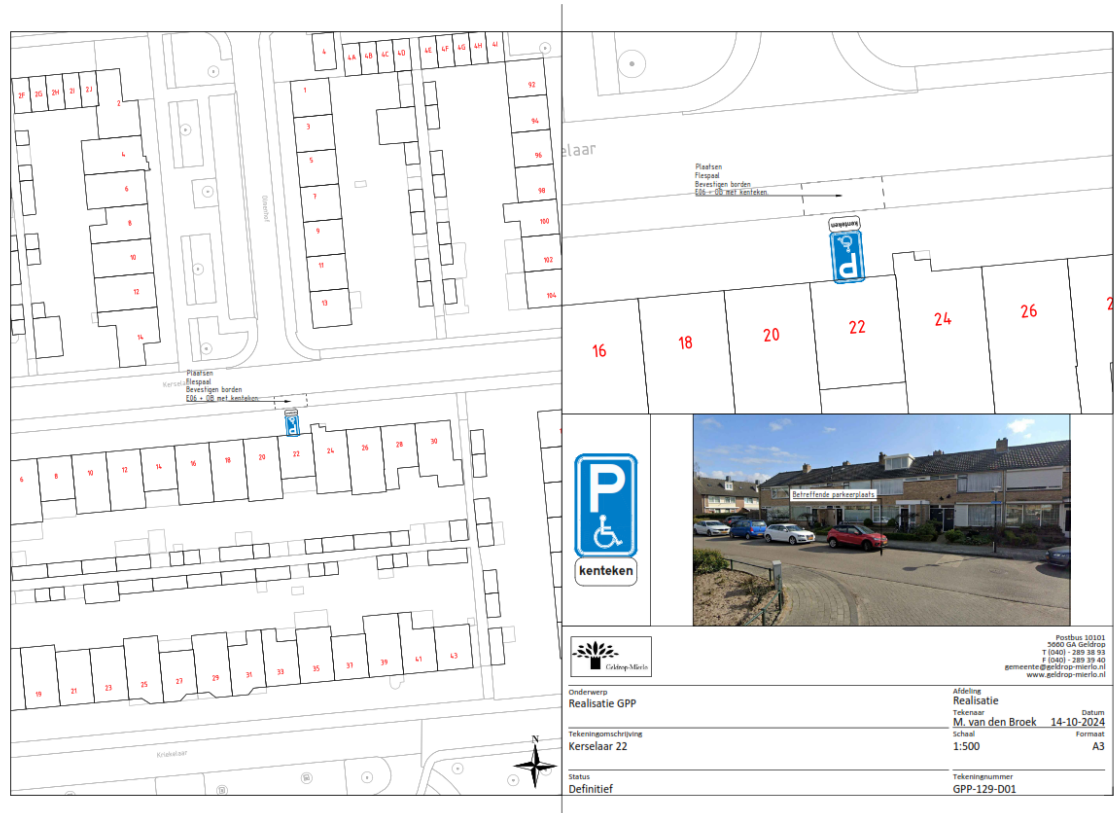 2F
2G
2H
2I
2J
2
4
6
8
10
12
14
4
4A
4B
4C
4D
4E
4F
4G
4H
4I
1
3
5
7
9
11
13
92
94
96
98
100
102
104
Plaatsen
Flespaal
Bevestigen borden
E06 + OB met kenteken.
kenteken
P
6
8
10
12
14
16
18
20
22
24
26
28
30
19
21
23
25
27
29
31
33
35
37
39
41
43
Kriebelaar
N
elaar
Plaatsen
Flespaal
Bevestigen borden
E06 + OB met kenteken.
kenteken
P
16
18
20
22
24
26
2
P
kenteken
Betreffende parkeerplaats
Geldrop-Mierlo
Postbus 10101
5660 GA Geldrop
T (040) - 289 38 93
F (040) - 289 39 40
gemeente@geldrop-mierlo.nl
www.geldrop-mierlo.nl
Onderwerp
Realisatie GPP
Afdeling
Realisatie
Tekenaar Datum
M. van den Broek 14-10-2024
Tekeningomschrijving
Kerselaar 22
Schaal Formaat
1:500 A3
Status
Definitief
Tekeningnummer
GPP-129-D01